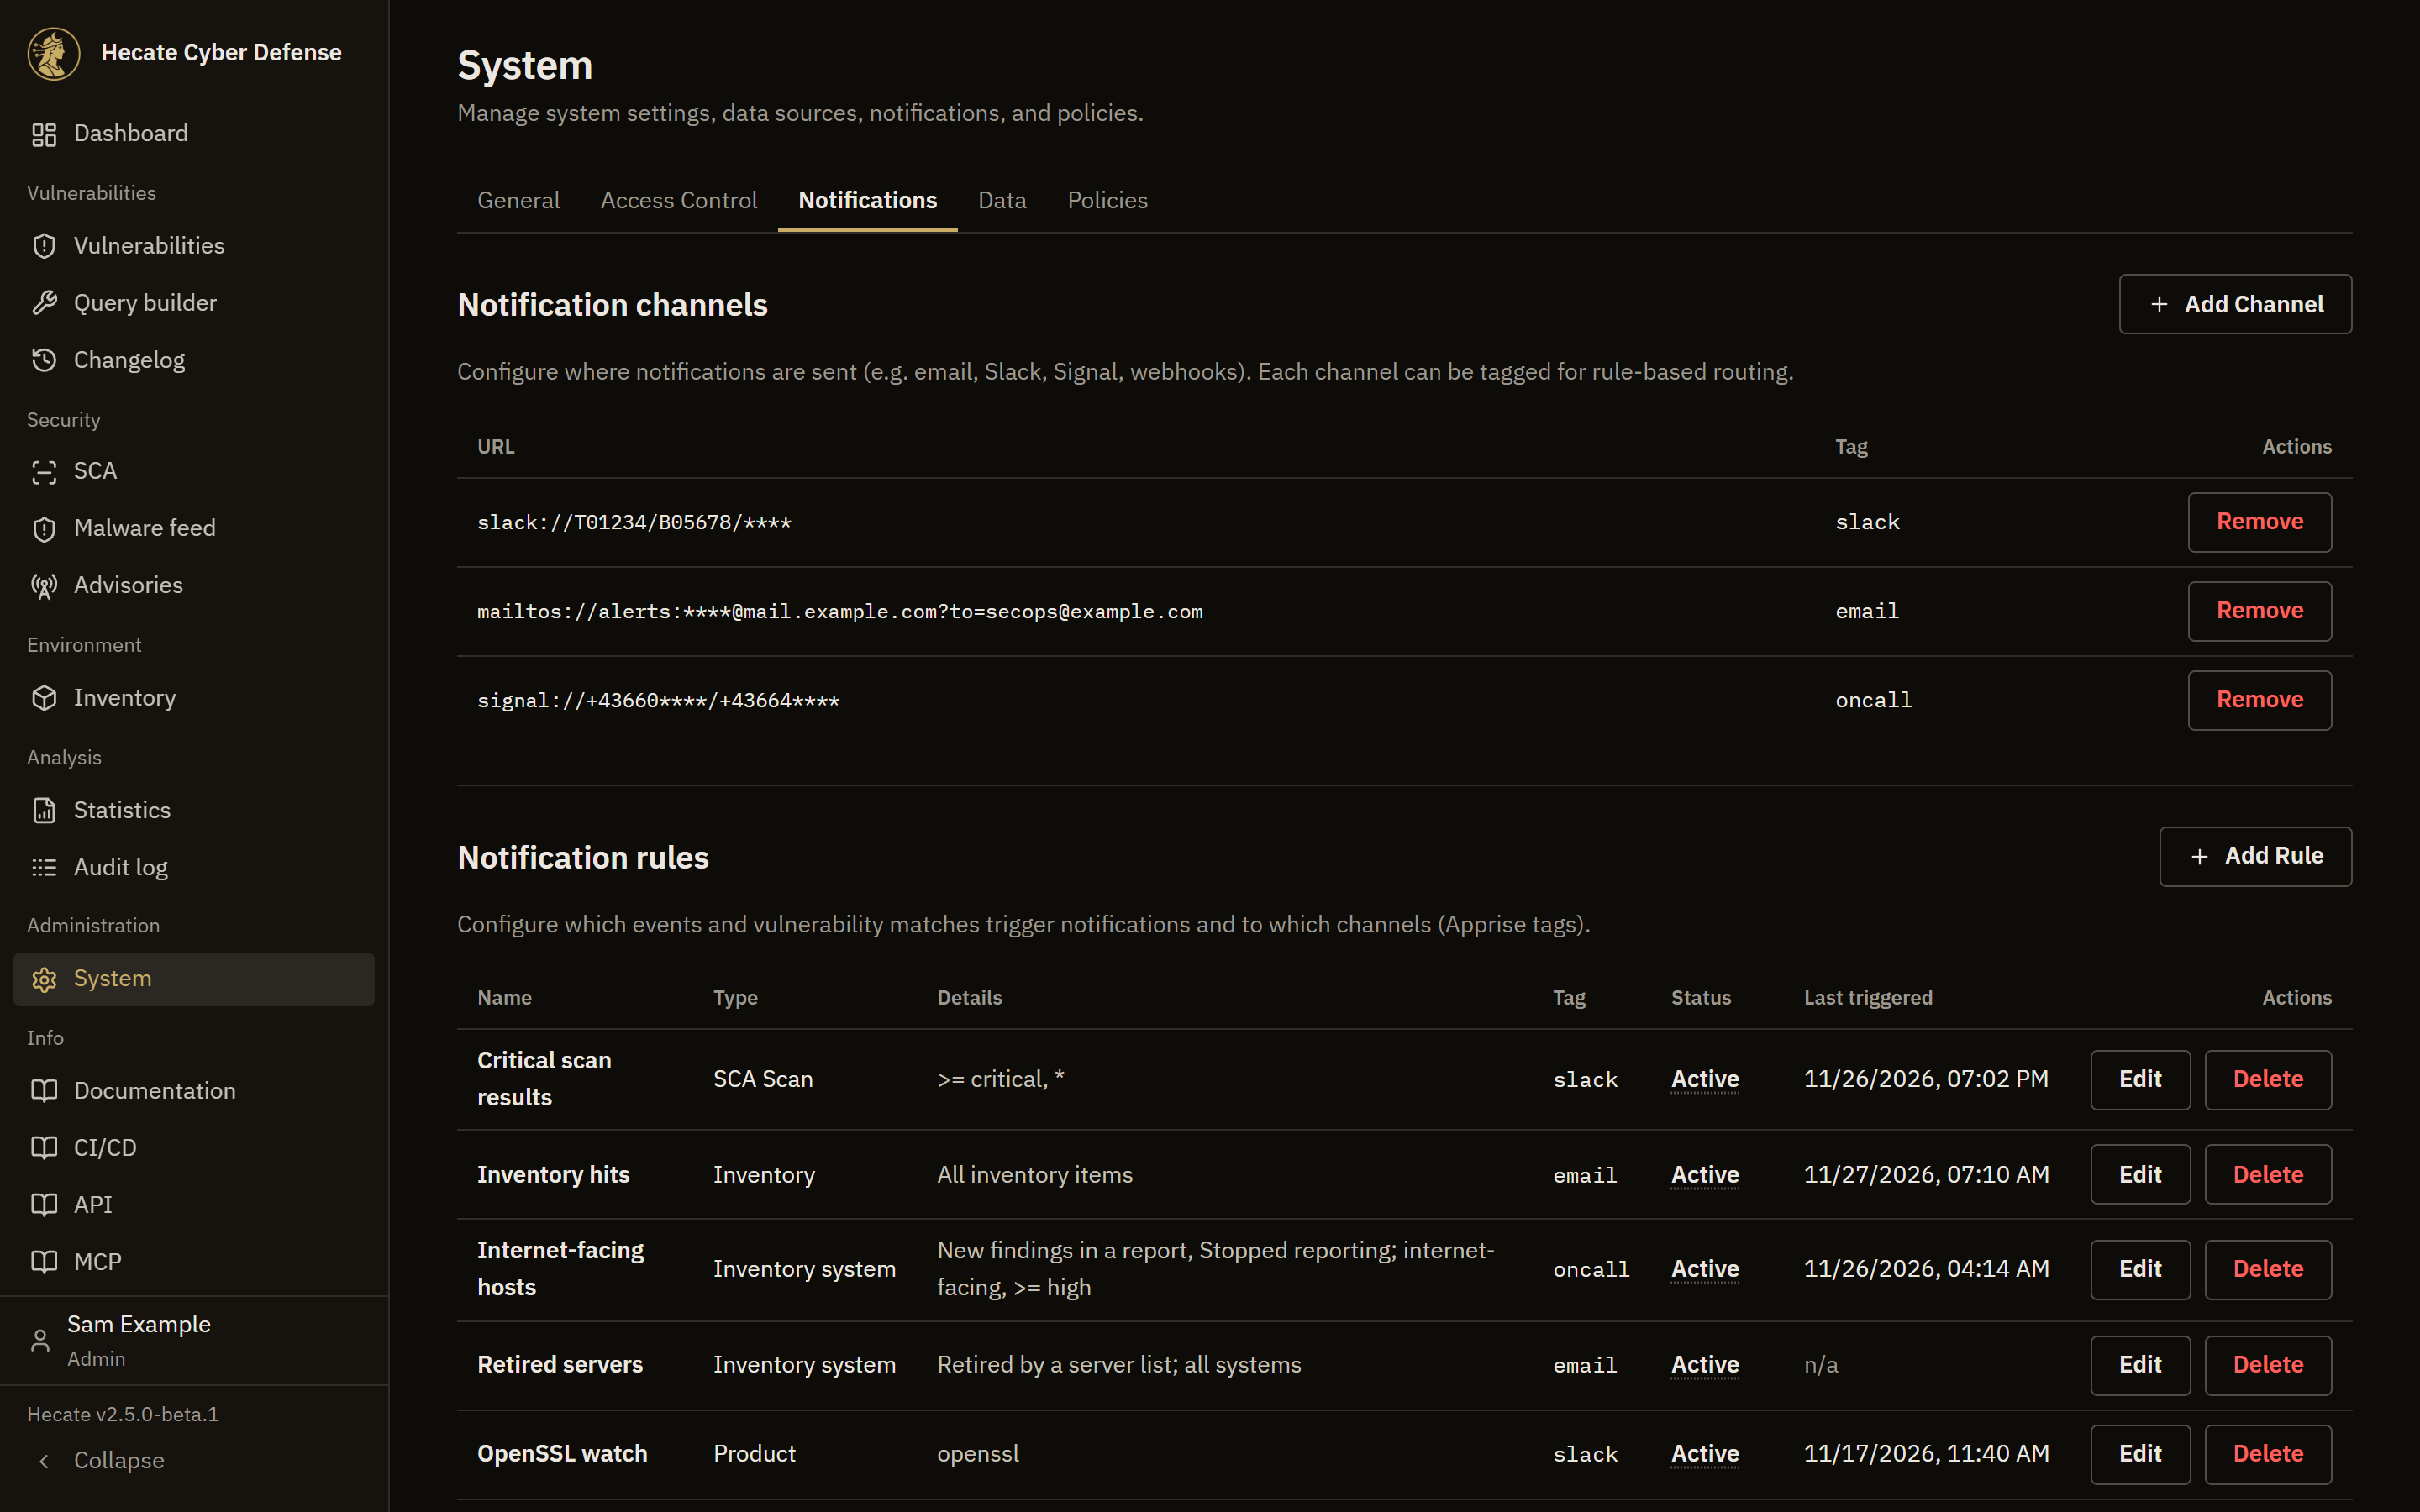 Hecate Cyber Defense
Dashboard
Vulnerabilities
Vulnerabilities
Query builder
Changelog
Security
SCA
Malware feed
Advisories
Environment
Inventory
Analysis
Statistics
Audit log
Administration
System
Info
Documentation
CI/CD
API
MCP
Sam Example
Admin
Hecate v2.5.0-beta.1
Collapse
System
Manage system settings, data sources, notifications, and policies.
General Access Control Notifications Data Policies
Notification channels
+ Add Channel
Configure where notifications are sent (e.g. email, Slack, Signal, webhooks). Each channel can be tagged for rule-based routing.
URL Tag Actions
slack://T01234/B05678/**** slack Remove
mailtos://alerts:****@mail.example.com?to=secops@example.com email Remove
signal://+43660****/+43664**** oncall Remove
Notification rules
+ Add Rule
Configure which events and vulnerability matches trigger notifications and to which channels (Apprise tags).
Name Type Details Tag Status Last triggered Actions
Critical scan results SCA Scan >= critical, * slack Active 11/26/2026, 07:02 PM Edit Delete
Inventory hits Inventory All inventory items email Active 11/27/2026, 07:10 AM Edit Delete
Internet-facing hosts Inventory system New findings in a report, Stopped reporting; internet-facing, >= high oncall Active 11/26/2026, 04:14 AM Edit Delete
Retired servers Inventory system Retired by a server list; all systems email Active n/a Edit Delete
OpenSSL watch Product openssl slack Active 11/17/2026, 11:40 AM Edit Delete